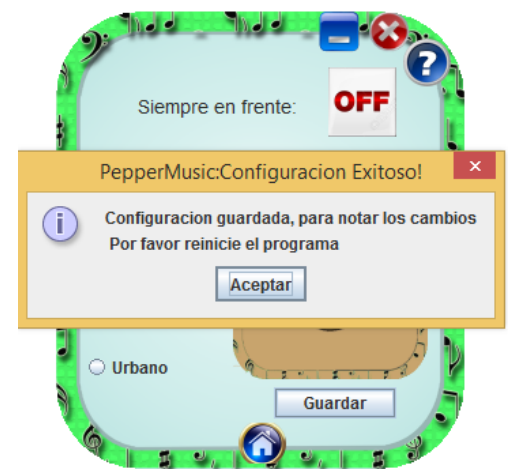 ?
Siempre en frente:
OFF
PepperMusic:Configuracion Exitoso!
Configuracion guardada, para notar los cambios
Por favor reinicie el programa
Aceptar
Urbano
Guardar